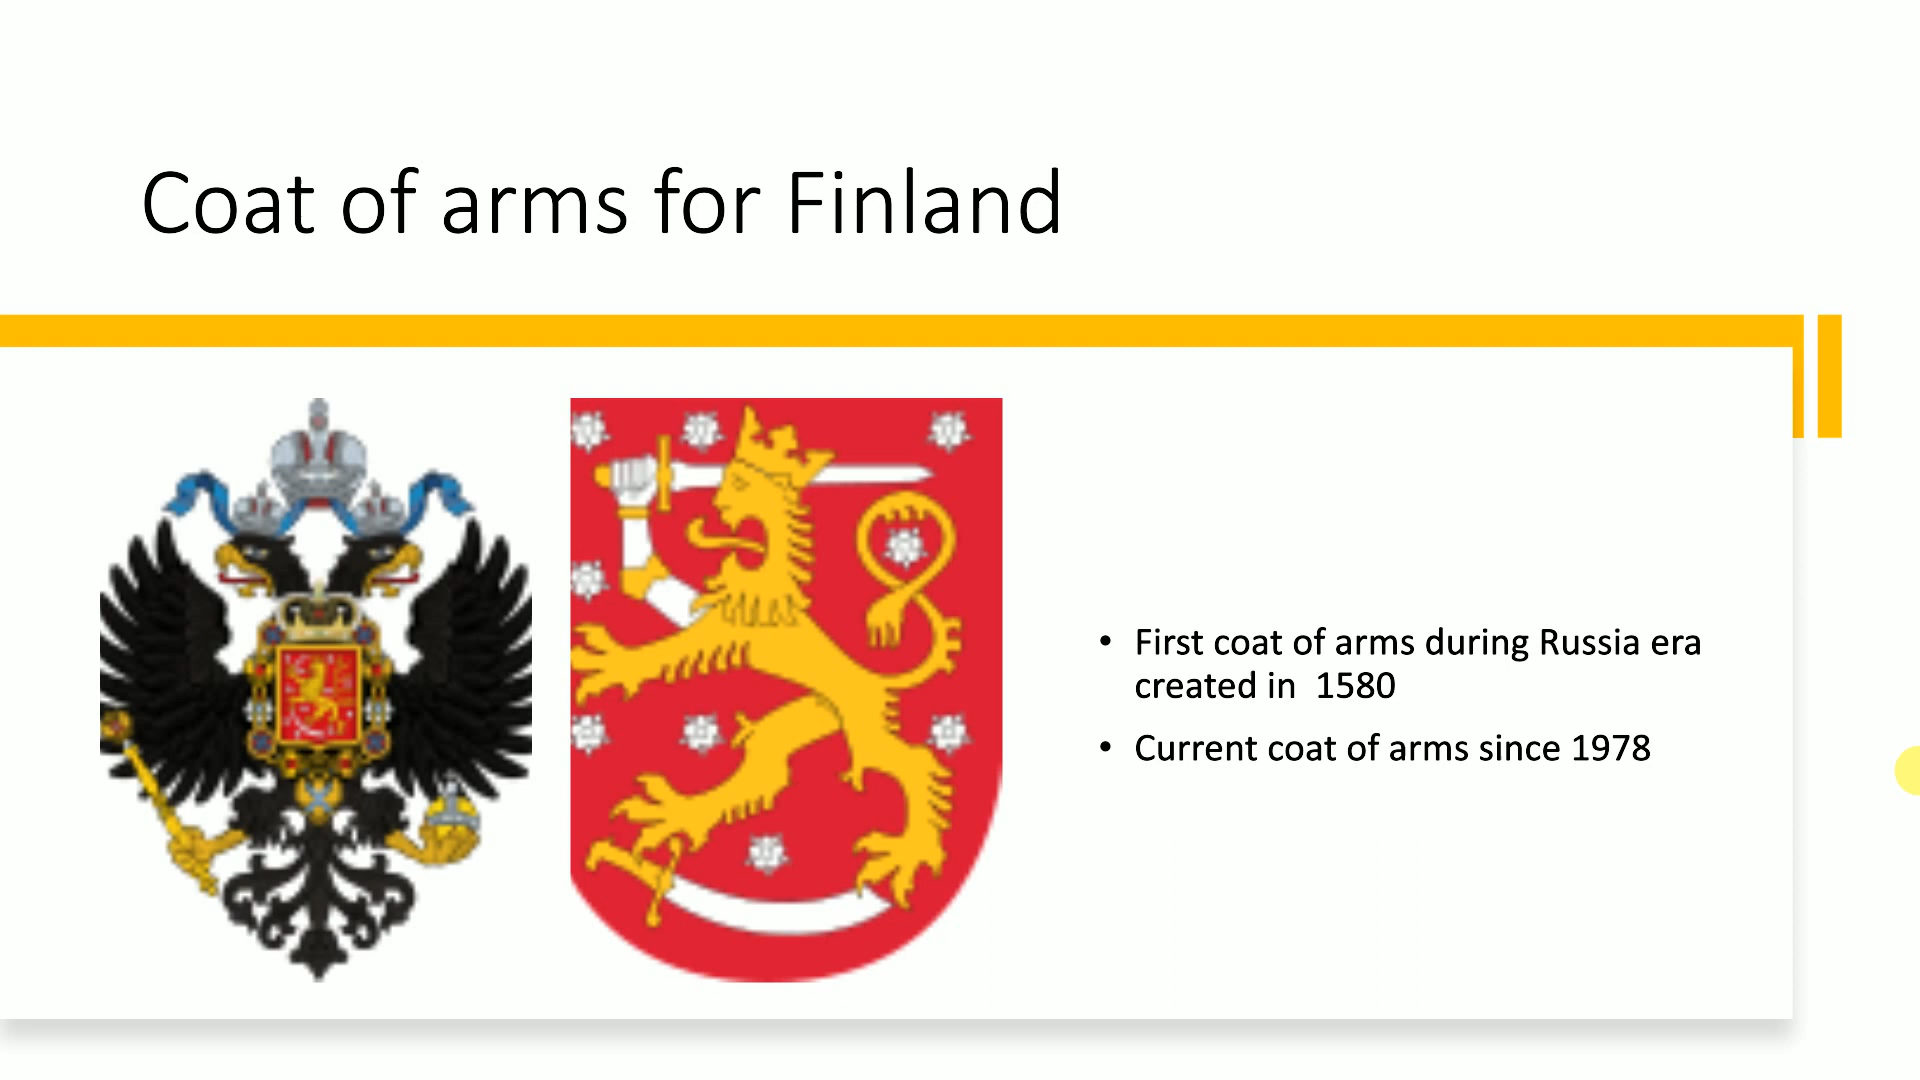 Coat of arms for Finland
• First coat of arms during Russia era
created in  1580
• Current coat of arms since 1978